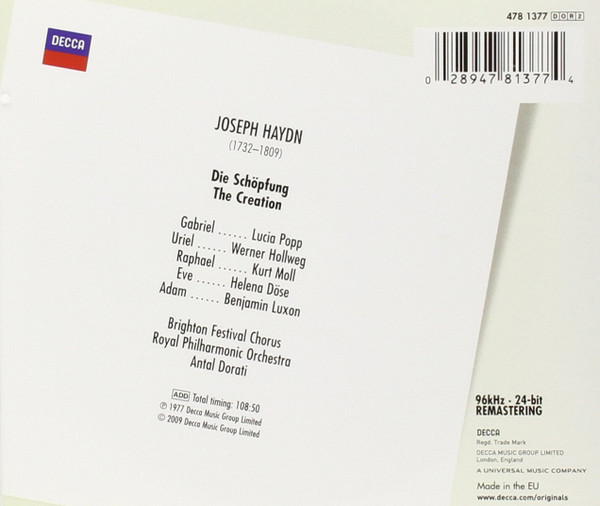 DECCA
478 1377 DDR2
0 28947 81377 4
JOSEPH HAYDN
(1732–1809)
Die Schöpfung
The Creation
Gabriel ...... Lucia Popp
Uriel ...... Werner Hollweg
Raphael ...... Kurt Moll
Eve ...... Helena Döse
Adam ...... Benjamin Luxon
Brighton Festival Chorus
Royal Philharmonic Orchestra
Antal Dorati
ADD Total timing: 108:50
℗ 1977 Decca Music Group Limited
© 2009 Decca Music Group Limited
96kHz · 24-bit
REMASTERING
DECCA
Regd. Trade Mark
DECCA MUSIC GROUP LIMITED
London, England
A UNIVERSAL MUSIC COMPANY
Made in the EU
www.decca.com/originals